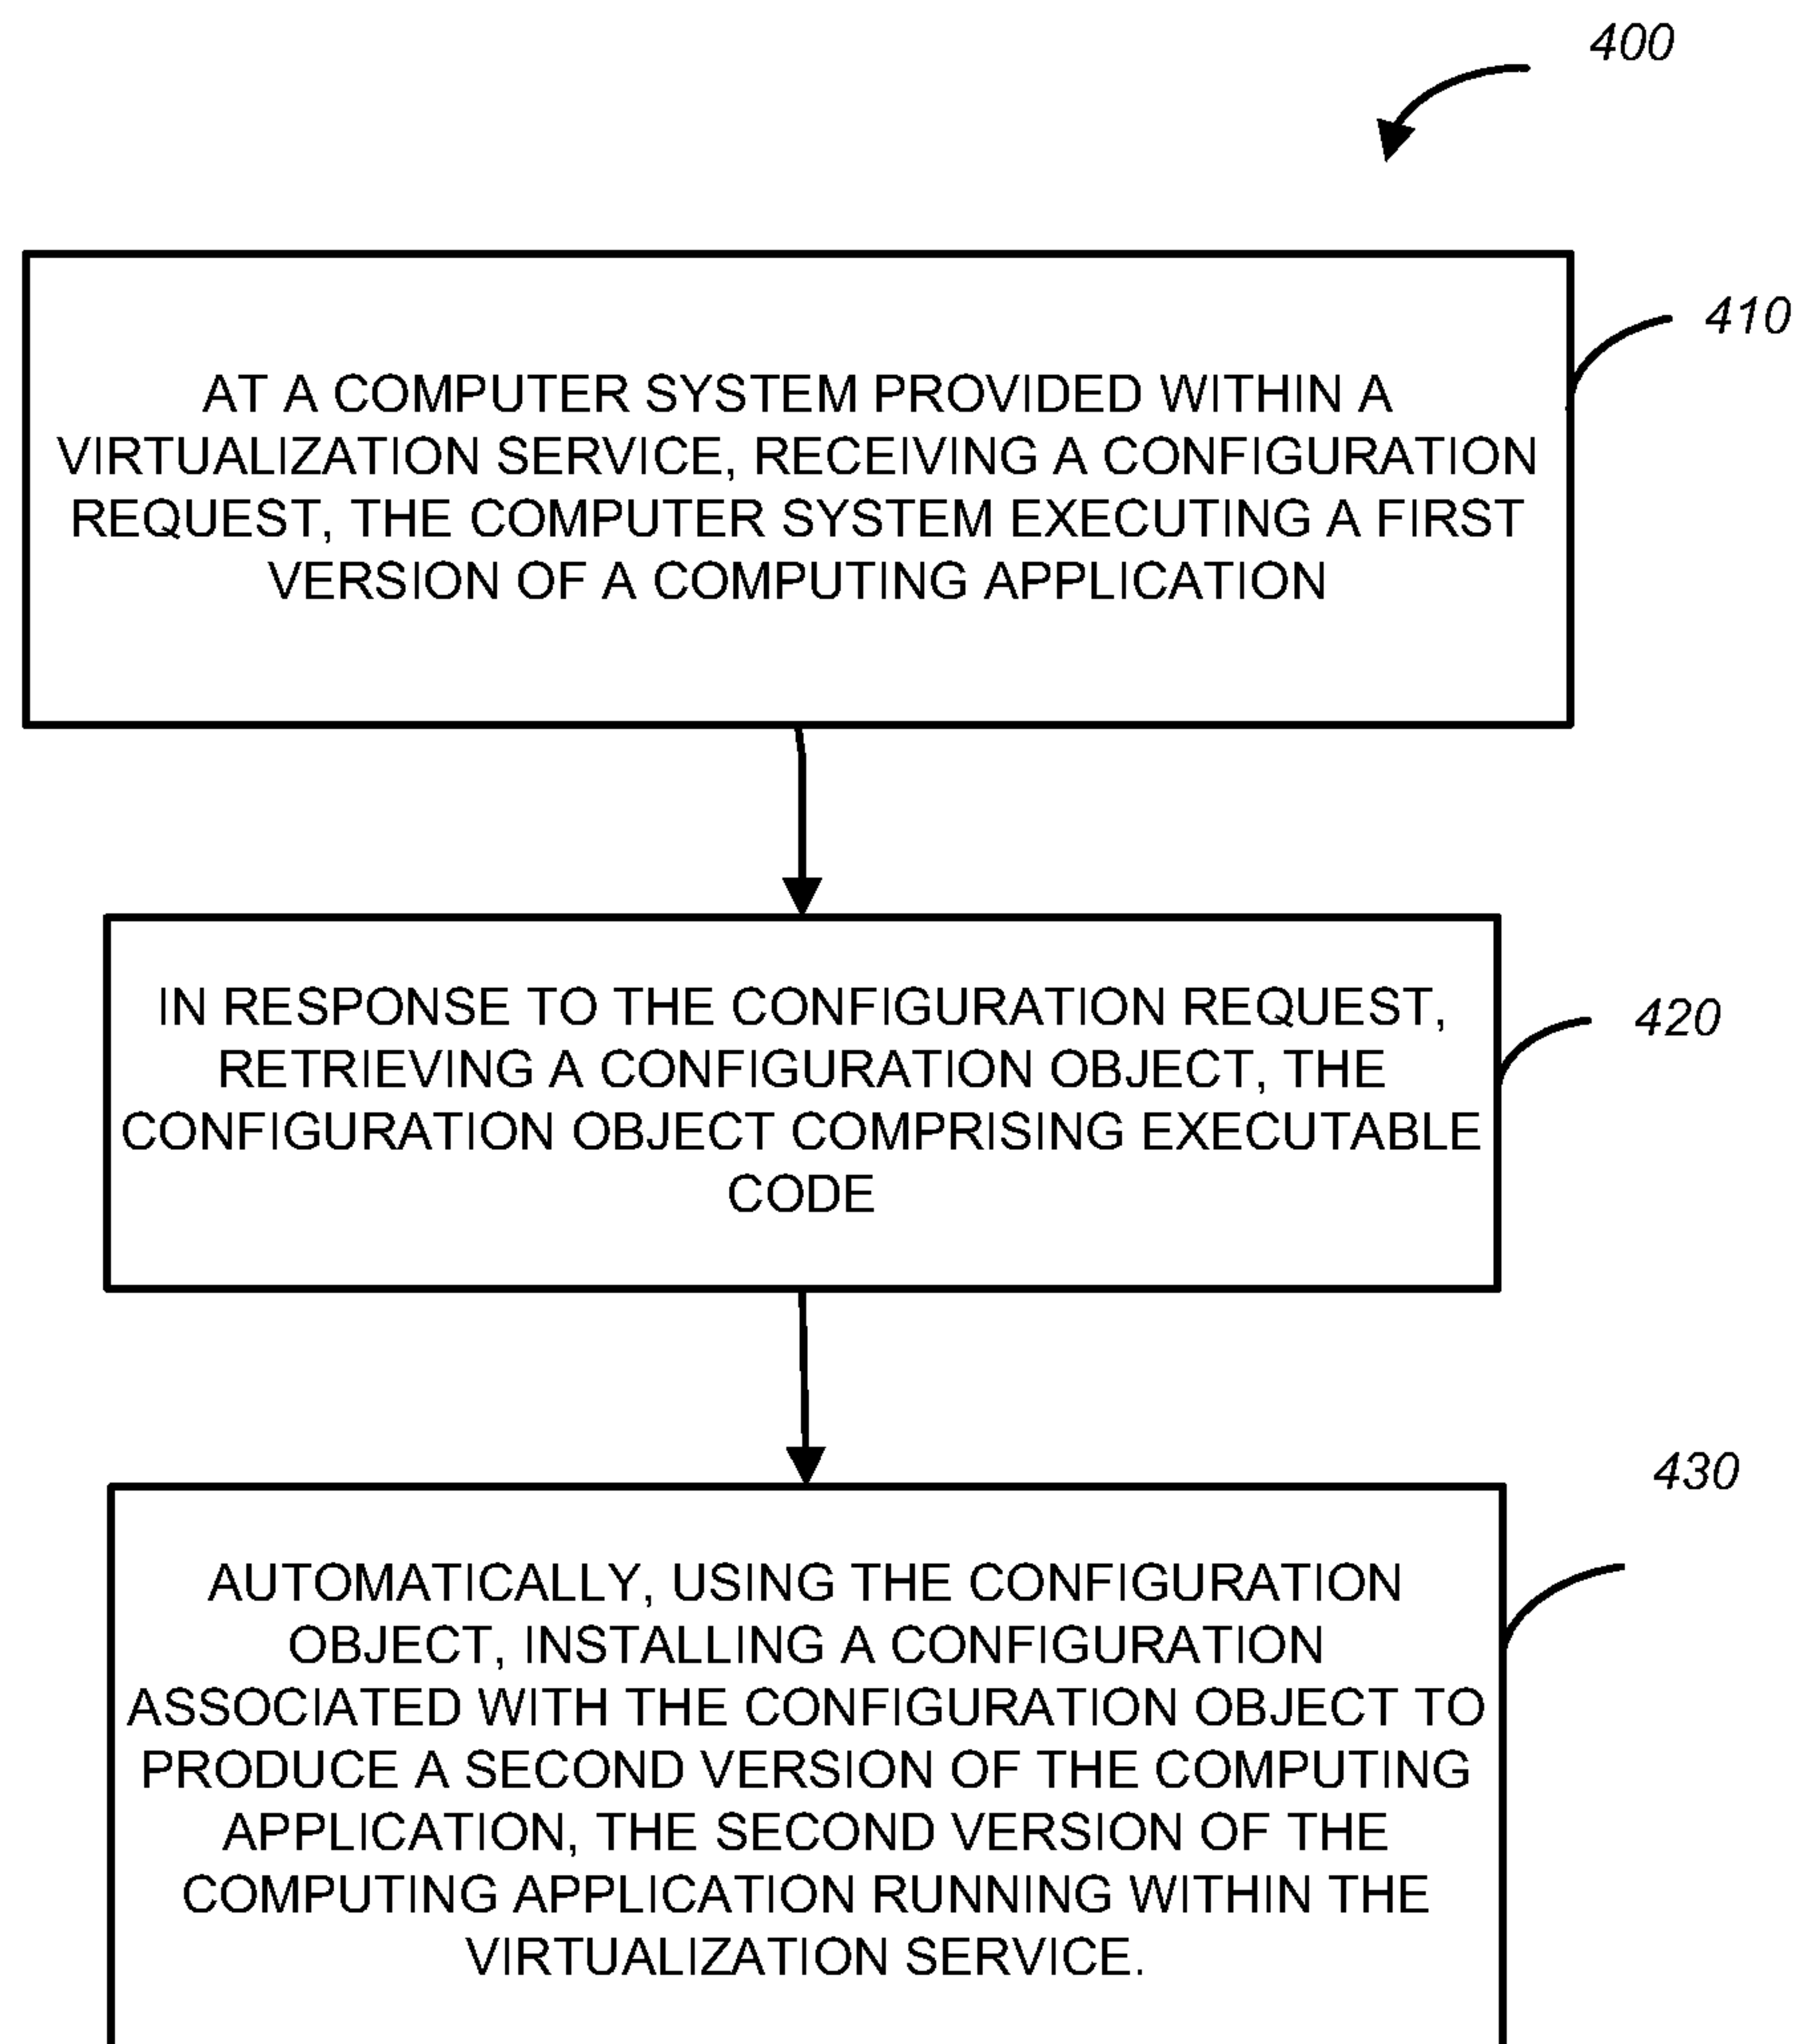 400
410
AT A COMPUTER SYSTEM PROVIDED WITHIN A
VIRTUALIZATION SERVICE, RECEIVING A CONFIGURATION
REQUEST, THE COMPUTER SYSTEM EXECUTING A FIRST
VERSION OF A COMPUTING APPLICATION
420
IN RESPONSE TO THE CONFIGURATION REQUEST,
RETRIEVING A CONFIGURATION OBJECT, THE
CONFIGURATION OBJECT COMPRISING EXECUTABLE
CODE
430
AUTOMATICALLY, USING THE CONFIGURATION
OBJECT, INSTALLING A CONFIGURATION
ASSOCIATED WITH THE CONFIGURATION OBJECT TO
PRODUCE A SECOND VERSION OF THE COMPUTING
APPLICATION, THE SECOND VERSION OF THE
COMPUTING APPLICATION RUNNING WITHIN THE
VIRTUALIZATION SERVICE.